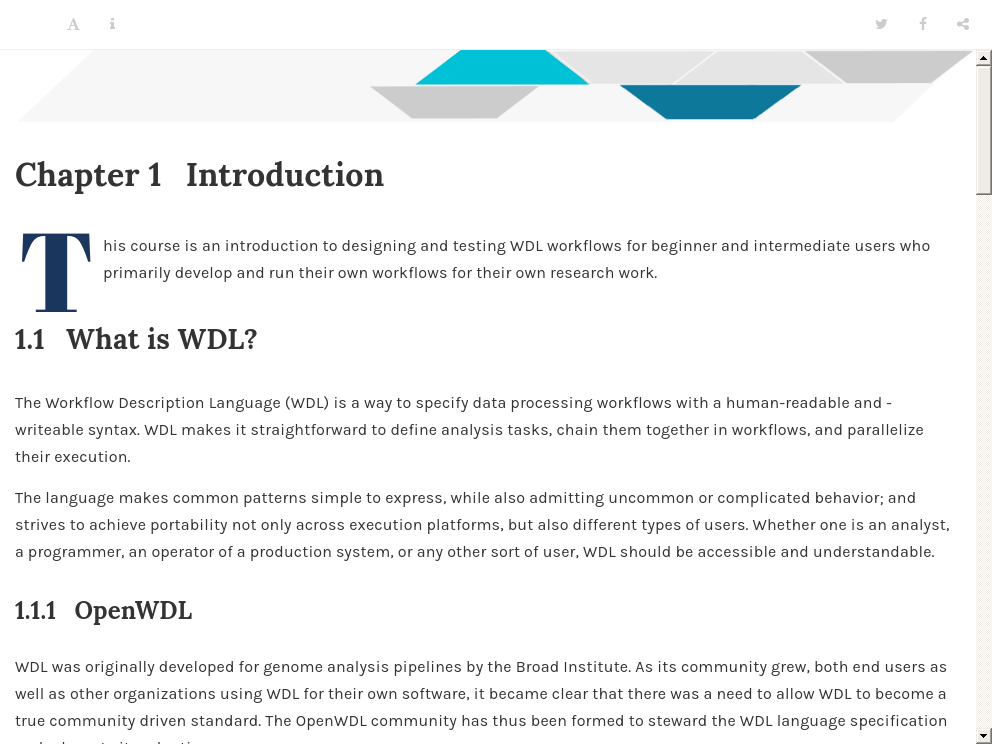 Chapter 1 Introduction
This course is an introduction to designing and testing WDL workflows for beginner and intermediate users who
primarily develop and run their own workflows for their own research work.
1.1 What is WDL?
The Workflow Description Language (WDL) is a way to specify data processing workflows with a human-readable and -
writeable syntax. WDL makes it straightforward to define analysis tasks, chain them together in workflows, and parallelize
their execution.
The language makes common patterns simple to express, while also admitting uncommon or complicated behavior; and
strives to achieve portability not only across execution platforms, but also different types of users. Whether one is an analyst,
a programmer, an operator of a production system, or any other sort of user, WDL should be accessible and understandable.
1.1.1 OpenWDL
WDL was originally developed for genome analysis pipelines by the Broad Institute. As its community grew, both end users as
well as other organizations using WDL for their own software, it became clear that there was a need to allow WDL to become a
true community driven standard. The OpenWDL community has thus been formed to steward the WDL language specification